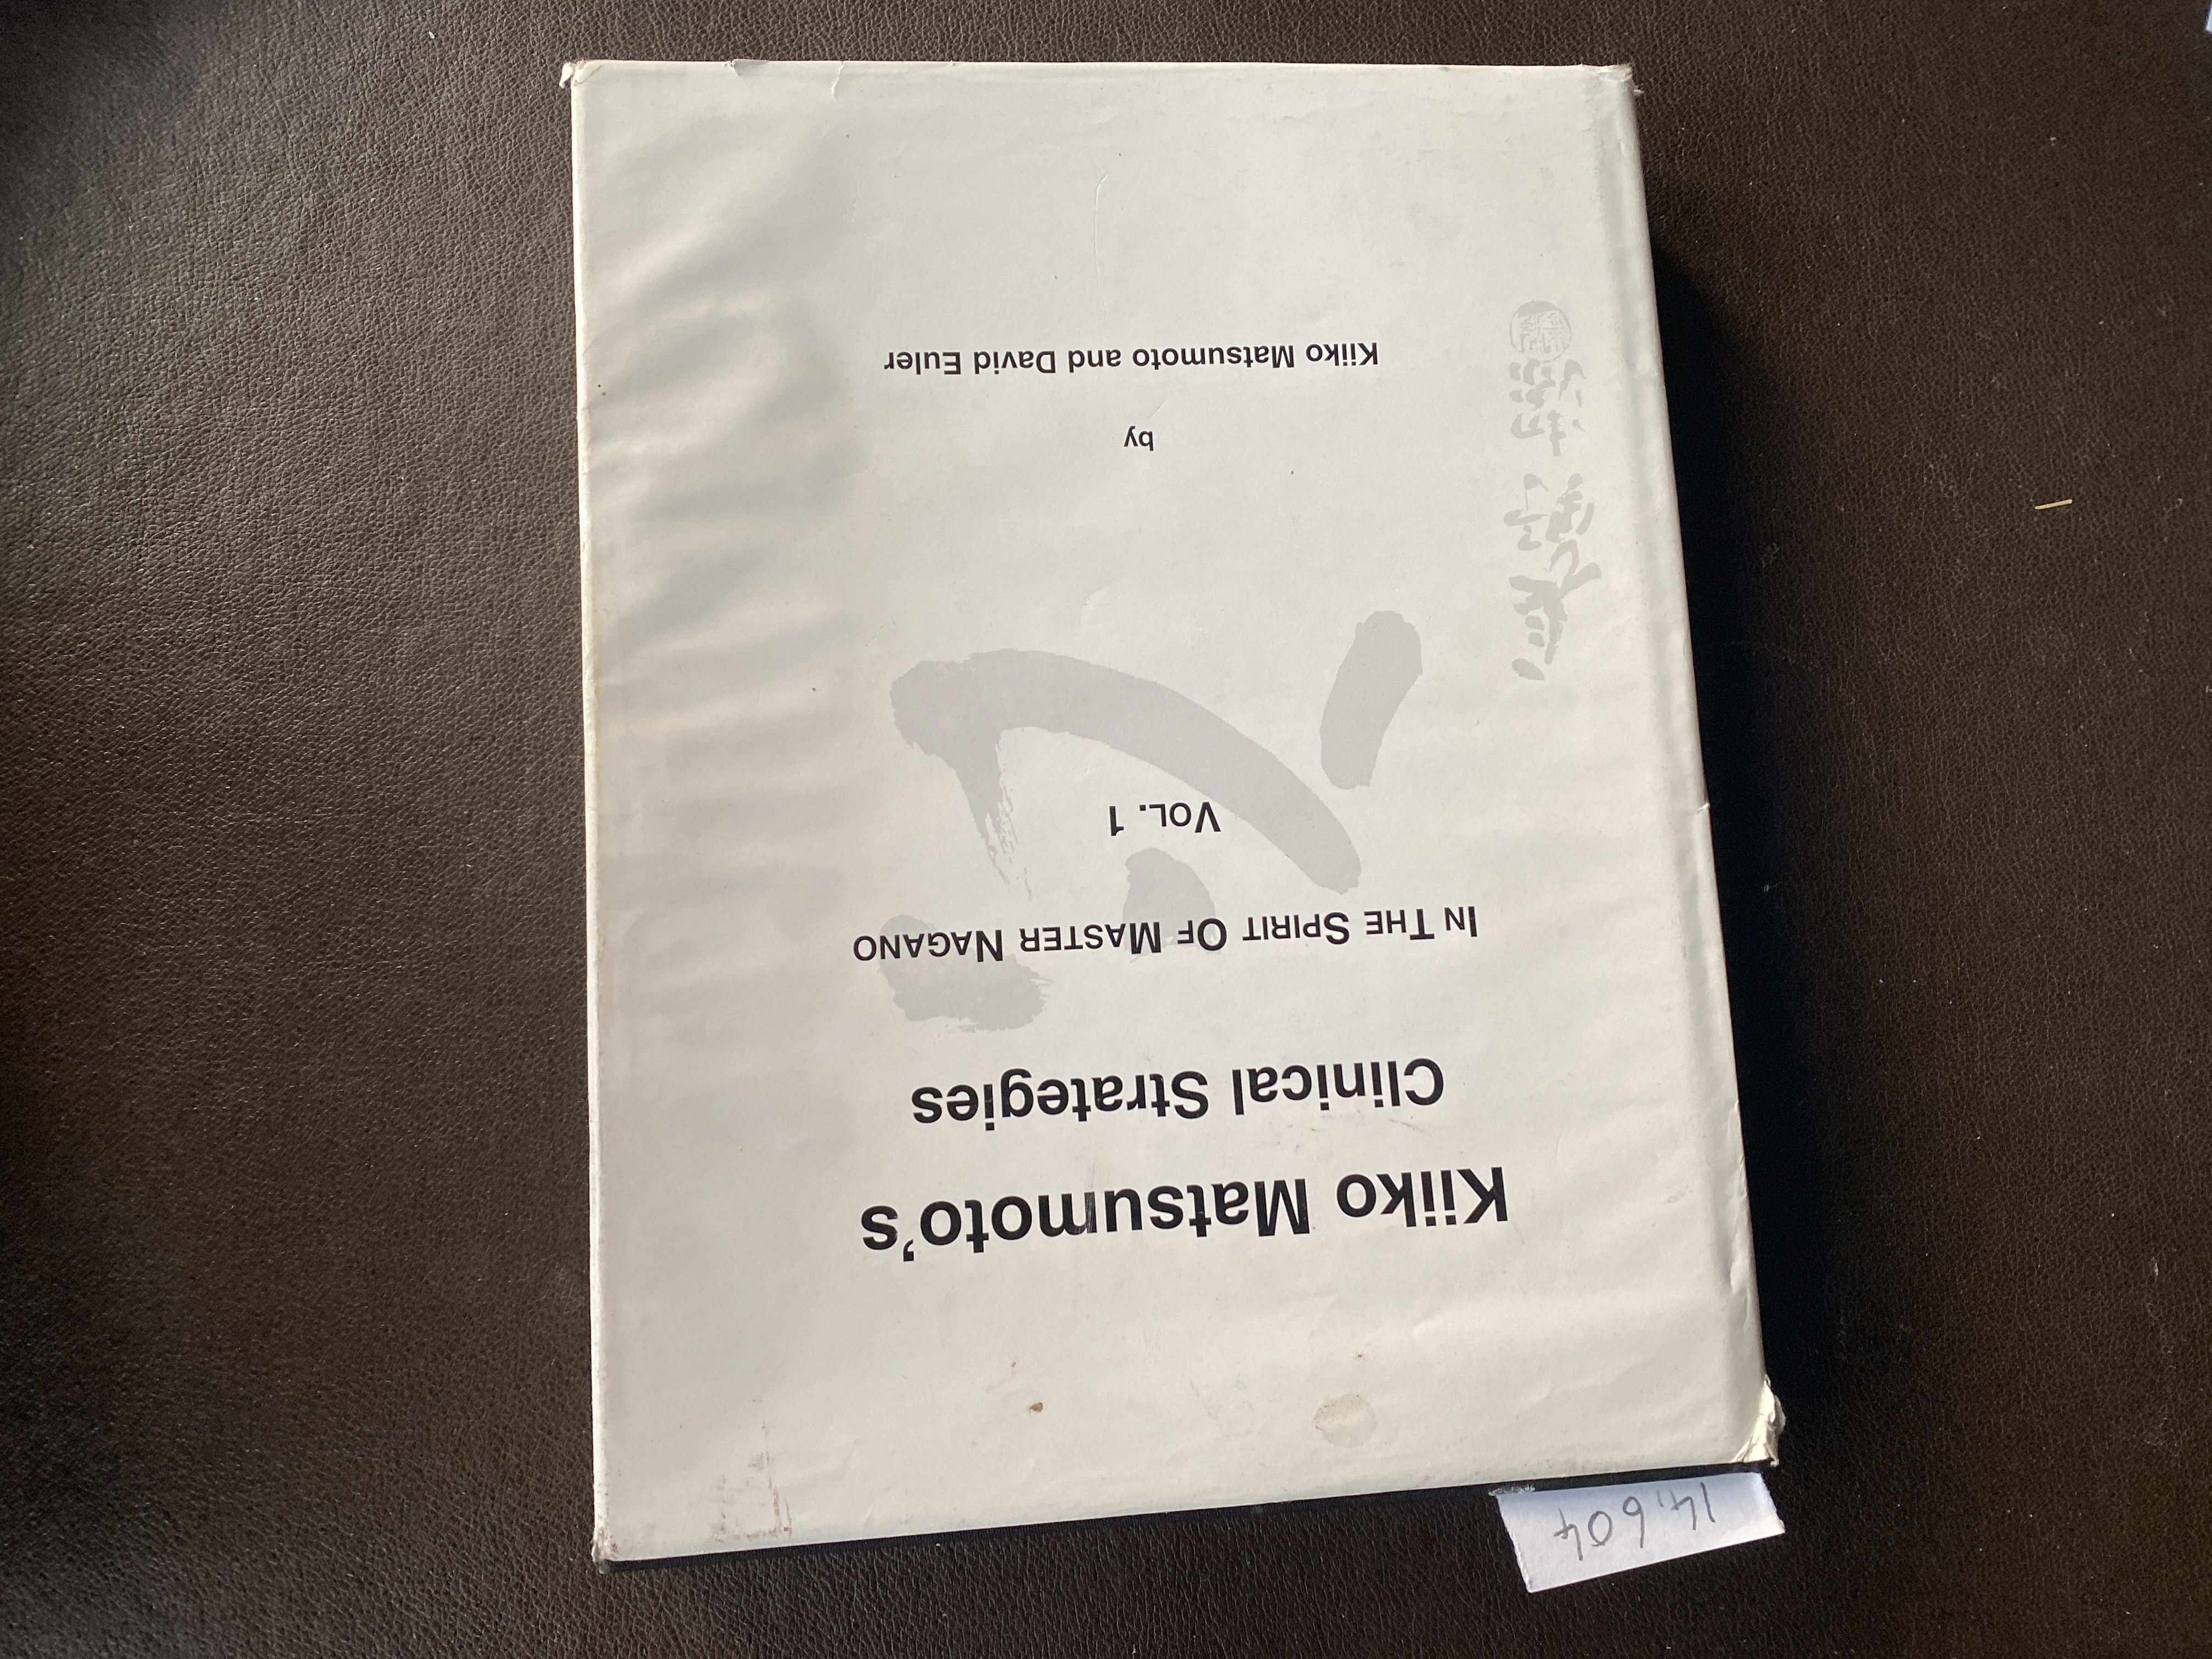 Kiiko Matsumoto's
Clinical Strategies
IN THE SPIRIT OF MASTER NAGANO
VOL. 1
by
Kiiko Matsumoto and David Euler
14,604